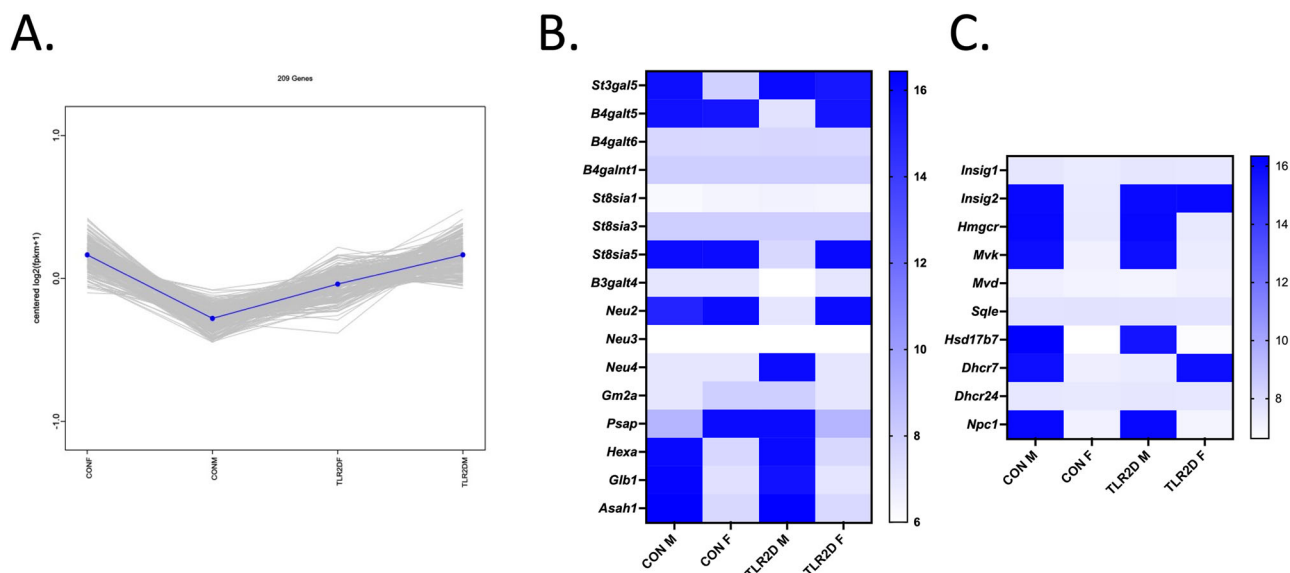 A.
209 Genes
centered log2(fpkm+1)
1.0
0.0
-1.0
CONF
CONM
TLR2DF
TLR2DM
B.
St3gal5
B4galt5
B4galt6
B4galnt1
St8sia1
St8sia3
St8sia5
B3galt4
Neu2
Neu3
Neu4
Gm2a
Psap
Hexa
Glb1
Asah1
CON M
CON F
TLR2D M
TLR2D F
16
14
12
10
8
6
C.
Insig1
Insig2
Hmgcr
Mvk
Mvd
Sqle
Hsd17b7
Dhcr7
Dhcr24
Npc1
CON M
CON F
TLR2D M
TLR2D F
16
14
12
10
8